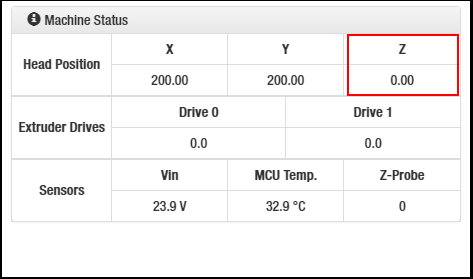 Machine Status
Head Position
X Y Z
200.00 200.00 0.00
Extruder Drives
Drive 0 Drive 1
0.0 0.0
Sensors
Vin MCU Temp. Z-Probe
23.9 V 32.9 °C 0